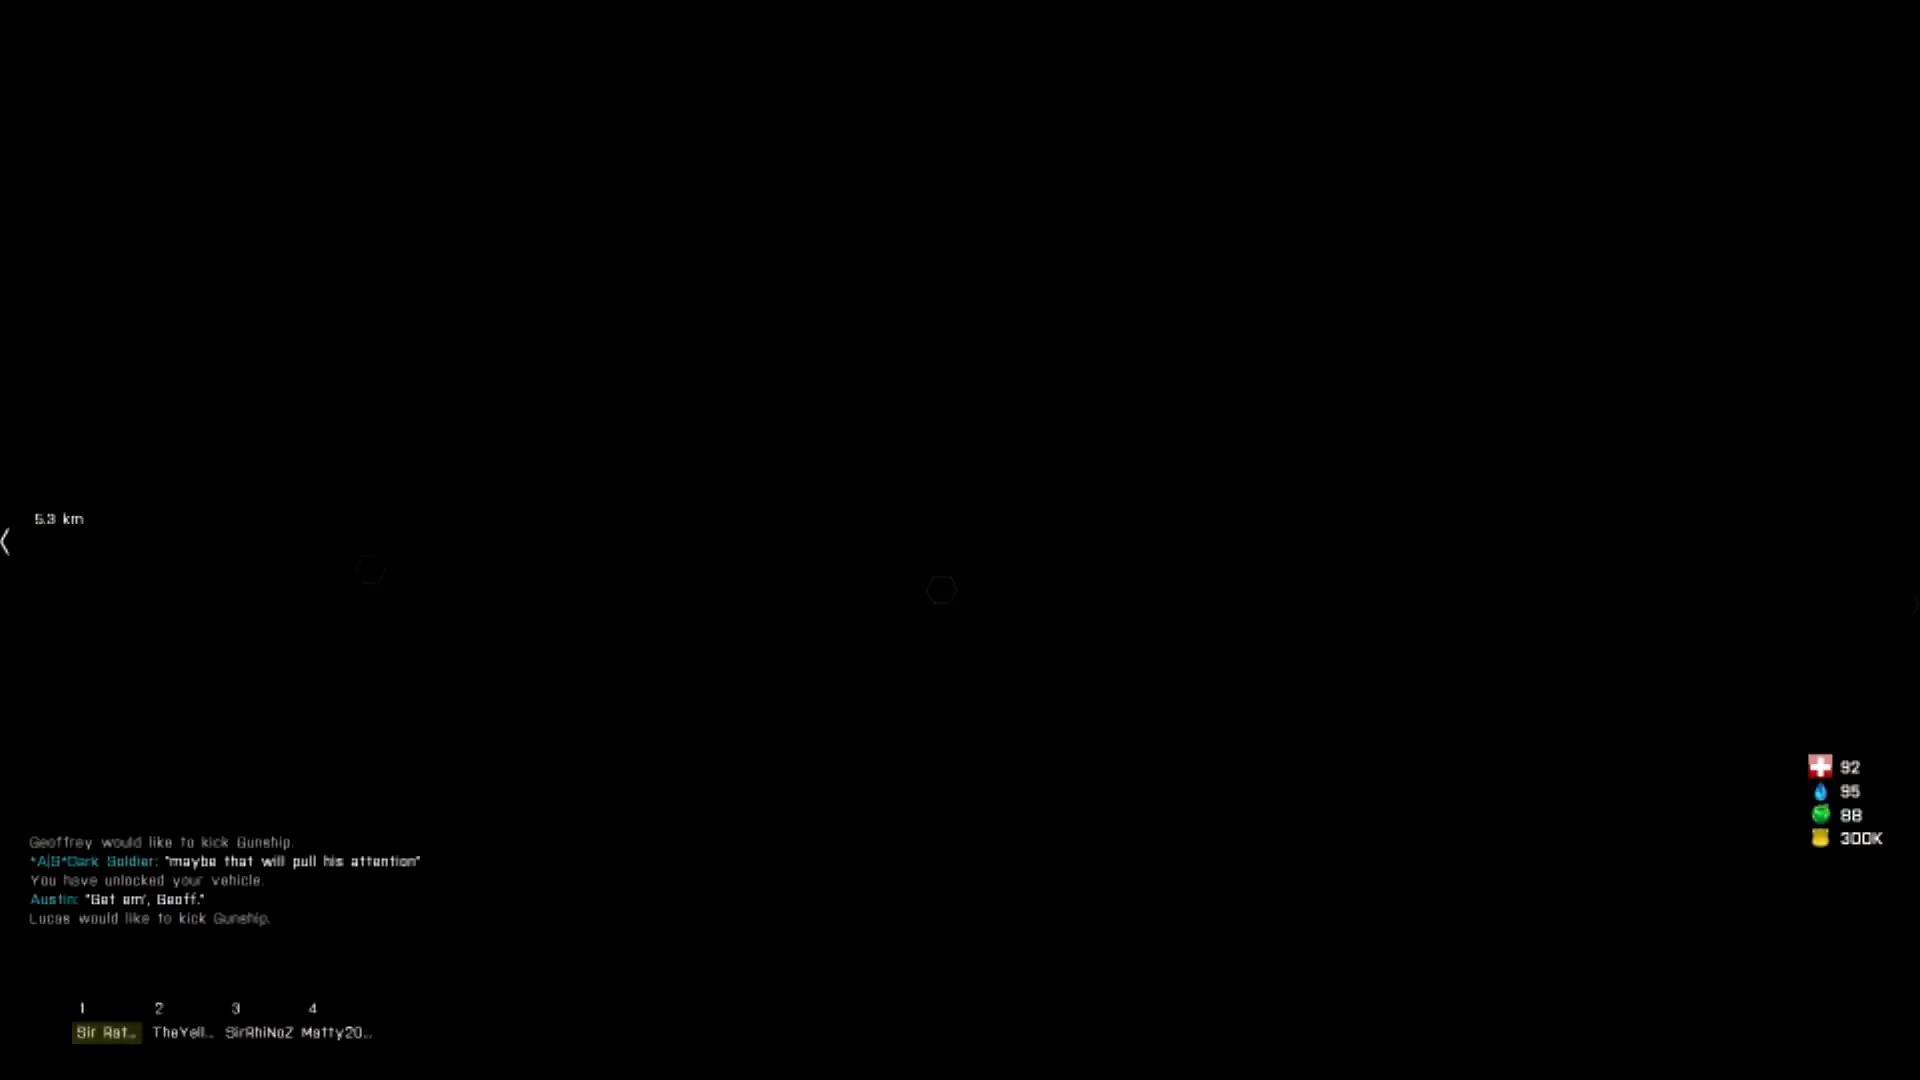 5.3 km
92
95
88
300K
Geoffrey would like to kick Gunship.
*A|S*Dark Soldier: "maybe that will pull his attention"
You have unlocked your vehicle.
Austin: "Get em', Geoff."
Lucas would like to kick Gunship.
1 2 3 4
Sir Rat... TheYell... SirRhiNoZ Matty20...